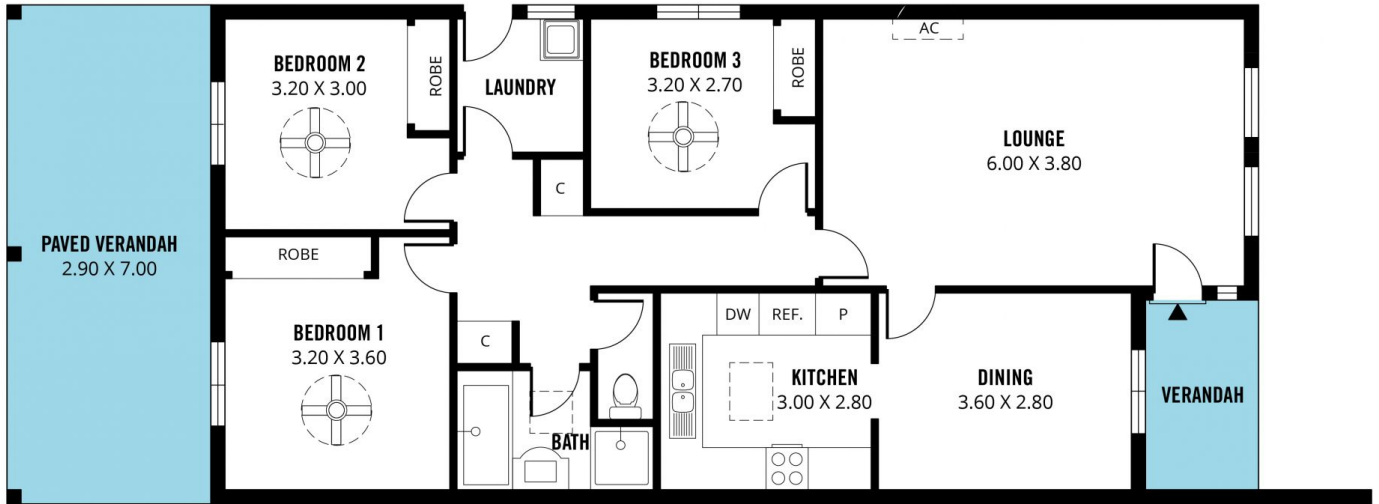 BEDROOM 2
3.20 X 3.00
ROBE
LAUNDRY
BEDROOM 3
3.20 X 2.70
ROBE
AC
LOUNGE
6.00 X 3.80
C
PAVED VERANDAH
2.90 X 7.00
ROBE
BEDROOM 1
3.20 X 3.60
C
BATH
DW
REF.
P
KITCHEN
3.00 X 2.80
DINING
3.60 X 2.80
VERANDAH